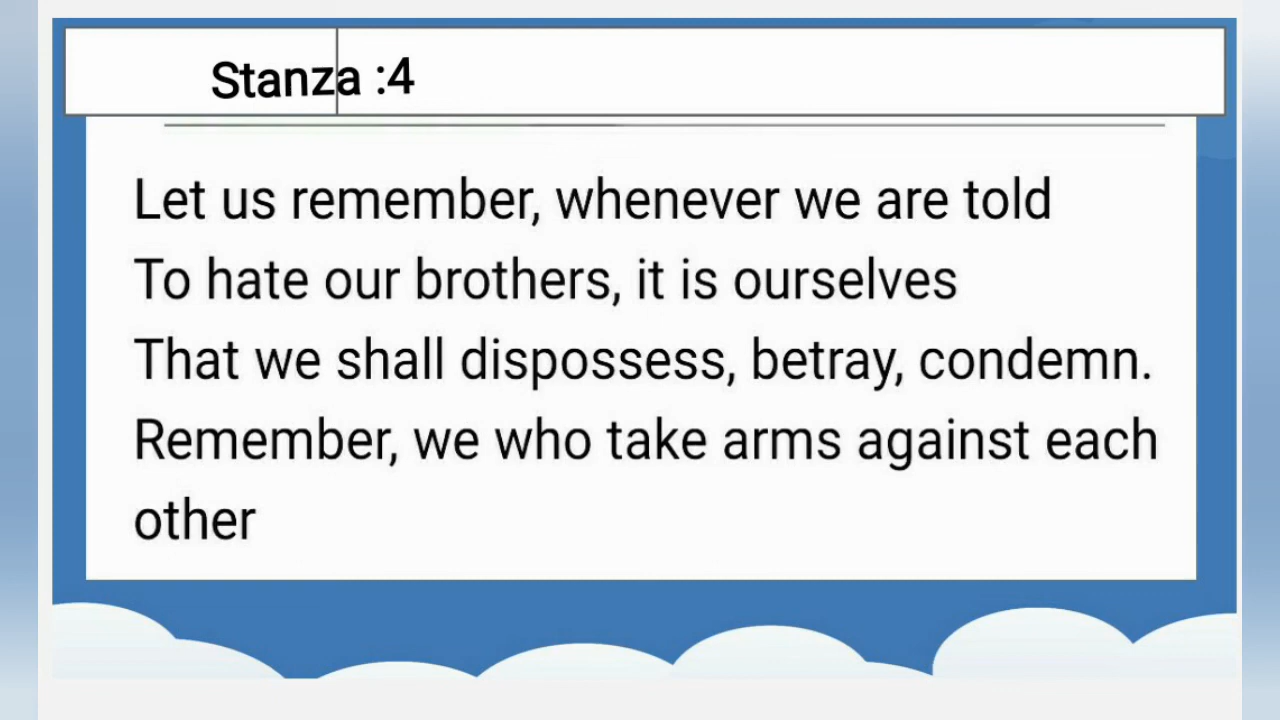 Stanza :4
Let us remember, whenever we are told
To hate our brothers, it is ourselves
That we shall dispossess, betray, condemn.
Remember, we who take arms against each
other